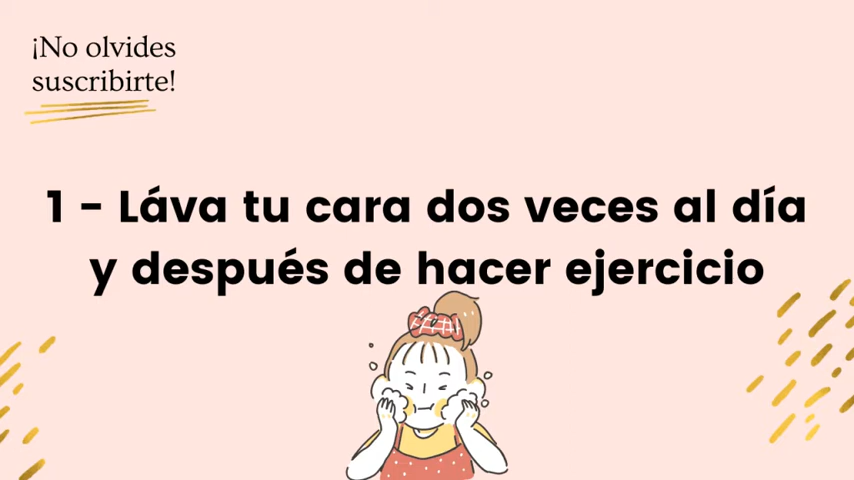 ¡No olvides
suscribirte!
1 - Láva tu cara dos veces al día
y después de hacer ejercicio